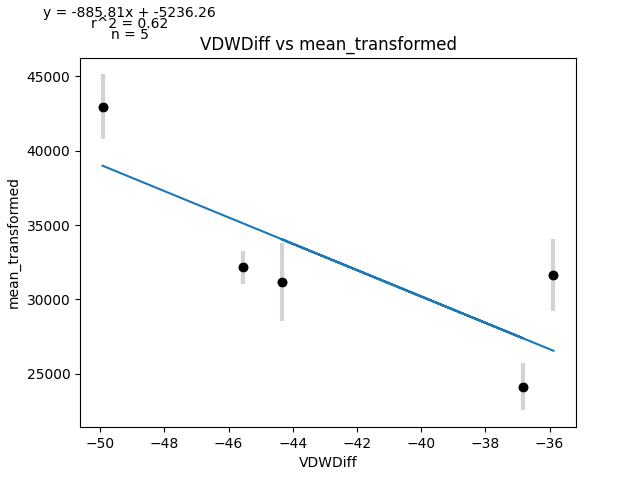 y = -885.81x + -5236.26
r^2 = 0.62
n = 5
VDWDiff vs mean_transformed
45000
40000
35000
30000
25000
mean_transformed
−50
−48
−46
−44
−42
−40
−38
−36
VDWDiff